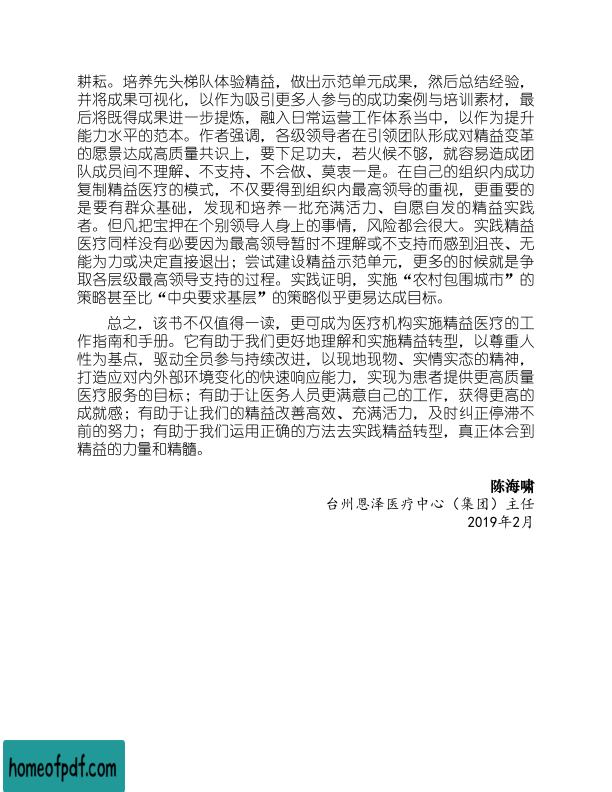 耕耘。培养先头梯队体验精益，做出示范单元成果，然后总结经验，
并将成果可视化，以作为吸引更多人参与的成功案例与培训素材，最
后将既得成果进一步提炼，融入日常运营工作体系当中，以作为提升
能力水平的范本。作者强调，各级领导者在引领团队形成对精益变革
的愿景达成高质量共识上，要下足功夫，若火候不够，就容易造成团
队成员间不理解、不支持、不会做、莫衷一是。在自己的组织内成功
复制精益医疗的模式，不仅要得到组织内最高领导的重视，更重要的
是要有群众基础，发现和培养一批充满活力、自愿自发的精益实践
者。但凡把宝押在个别领导人身上的事情，风险都会很大。实践精益
医疗同样没有必要因为最高领导暂时不理解或不支持而感到沮丧、无
能为力或决定直接退出；尝试建设精益示范单元，更多的时候就是争
取各层级最高领导支持的过程。实践证明，实施“农村包围城市”的
策略甚至比“中央要求基层”的策略似乎更易达成目标。
总之，该书不仅值得一读，更可成为医疗机构实施精益医疗的工
作指南和手册。它有助于我们更好地理解和实施精益转型，以尊重人
性为基点，驱动全员参与持续改进，以现地现物、实情实态的精神，
打造应对内外部环境变化的快速响应能力，实现为患者提供更高质量
医疗服务的目标；有助于让医务人员更满意自己的工作，获得更高的
成就感；有助于让我们的精益改善高效、充满活力，及时纠正停滞不
前的努力；有助于我们运用正确的方法去实践精益转型，真正体会到
精益的力量和精髓。
陈海啸
台州恩泽医疗中心（集团）主任
2019年2月
homeofpdf.com